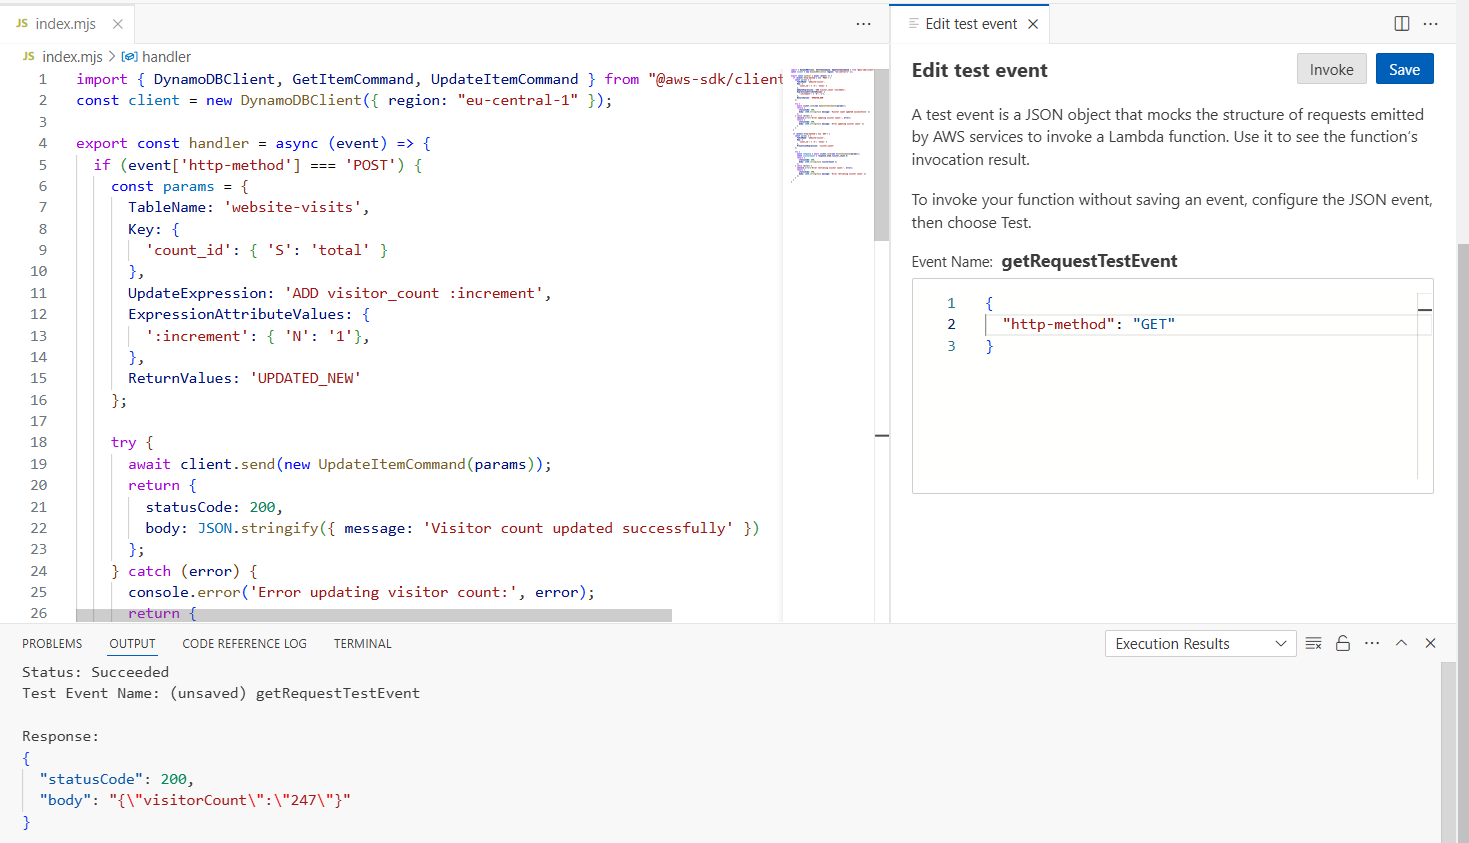 JS index.mjs
JS index.mjs > handler
1 import { DynamoDBClient, GetItemCommand, UpdateItemCommand } from "@aws-sdk/client
2 const client = new DynamoDBClient({ region: "eu-central-1" });
3
4 export const handler = async (event) => {
5 if (event['http-method'] === 'POST') {
6 const params = {
7 TableName: 'website-visits',
8 Key: {
9 'count_id': { 'S': 'total' }
10 },
11 UpdateExpression: 'ADD visitor_count :increment',
12 ExpressionAttributeValues: {
13 ':increment': { 'N': '1'},
14 },
15 ReturnValues: 'UPDATED_NEW'
16 };
17
18 try {
19 await client.send(new UpdateItemCommand(params));
20 return {
21 statusCode: 200,
22 body: JSON.stringify({ message: 'Visitor count updated successfully' })
23 };
24 } catch (error) {
25 console.error('Error updating visitor count:', error);
26 return {
Edit test event
Edit test event
Invoke
Save
A test event is a JSON object that mocks the structure of requests emitted
by AWS services to invoke a Lambda function. Use it to see the function's
invocation result.
To invoke your function without saving an event, configure the JSON event,
then choose Test.
Event Name: getRequestTestEvent
1 {
2 "http-method": "GET"
3 }
PROBLEMS OUTPUT CODE REFERENCE LOG TERMINAL
Execution Results
Status: Succeeded
Test Event Name: (unsaved) getRequestTestEvent
Response:
{
"statusCode": 200,
"body": "{\"visitorCount\":\"247\"}"
}